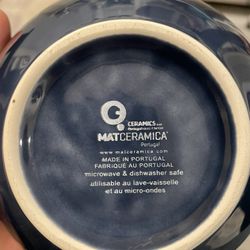 CERAMICS
MATCERAMICA
Portugal
www.matceramica.com
MADE IN PORTUGAL
FABRIQUÉ AU PORTUGAL
microwave & dishwasher safe
utilisable au lave-vaisselle
et au micro-ondes